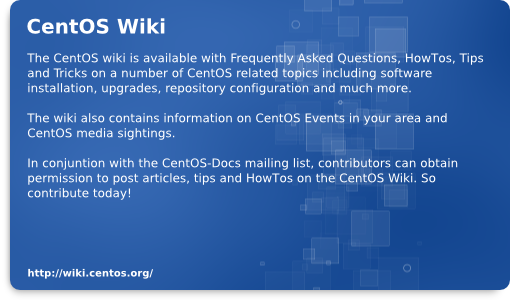 CentOS Wiki
The CentOS wiki is available with Frequently Asked Questions, HowTos, Tips
and Tricks on a number of CentOS related topics including software
installation, upgrades, repository configuration and much more.
The wiki also contains information on CentOS Events in your area and
CentOS media sightings.
In conjuntion with the CentOS-Docs mailing list, contributors can obtain
permission to post articles, tips and HowTos on the CentOS Wiki. So
contribute today!
http://wiki.centos.org/